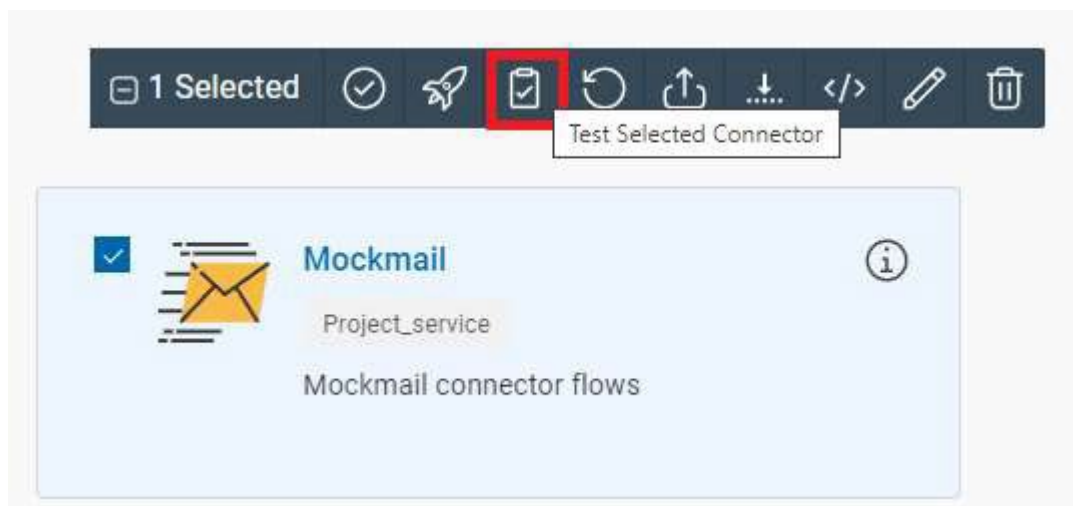 1 Selected
Test Selected Connector
Mockmail
Project_service
Mockmail connector flows